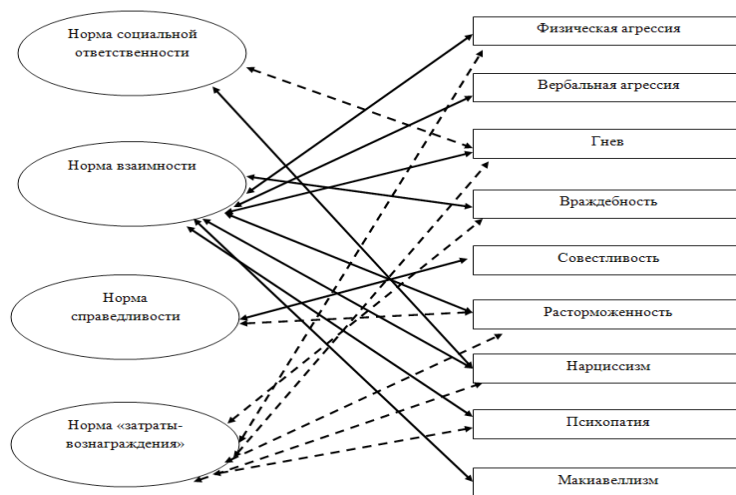 Норма социальной
ответственности
Норма взаимности
Норма
справедливости
Норма «затраты-
вознаграждения»
Физическая агрессия
Вербальная агрессия
Гнев
Враждебность
Совестливость
Расторможенность
Нарциссизм
Психопатия
Макиавеллизм